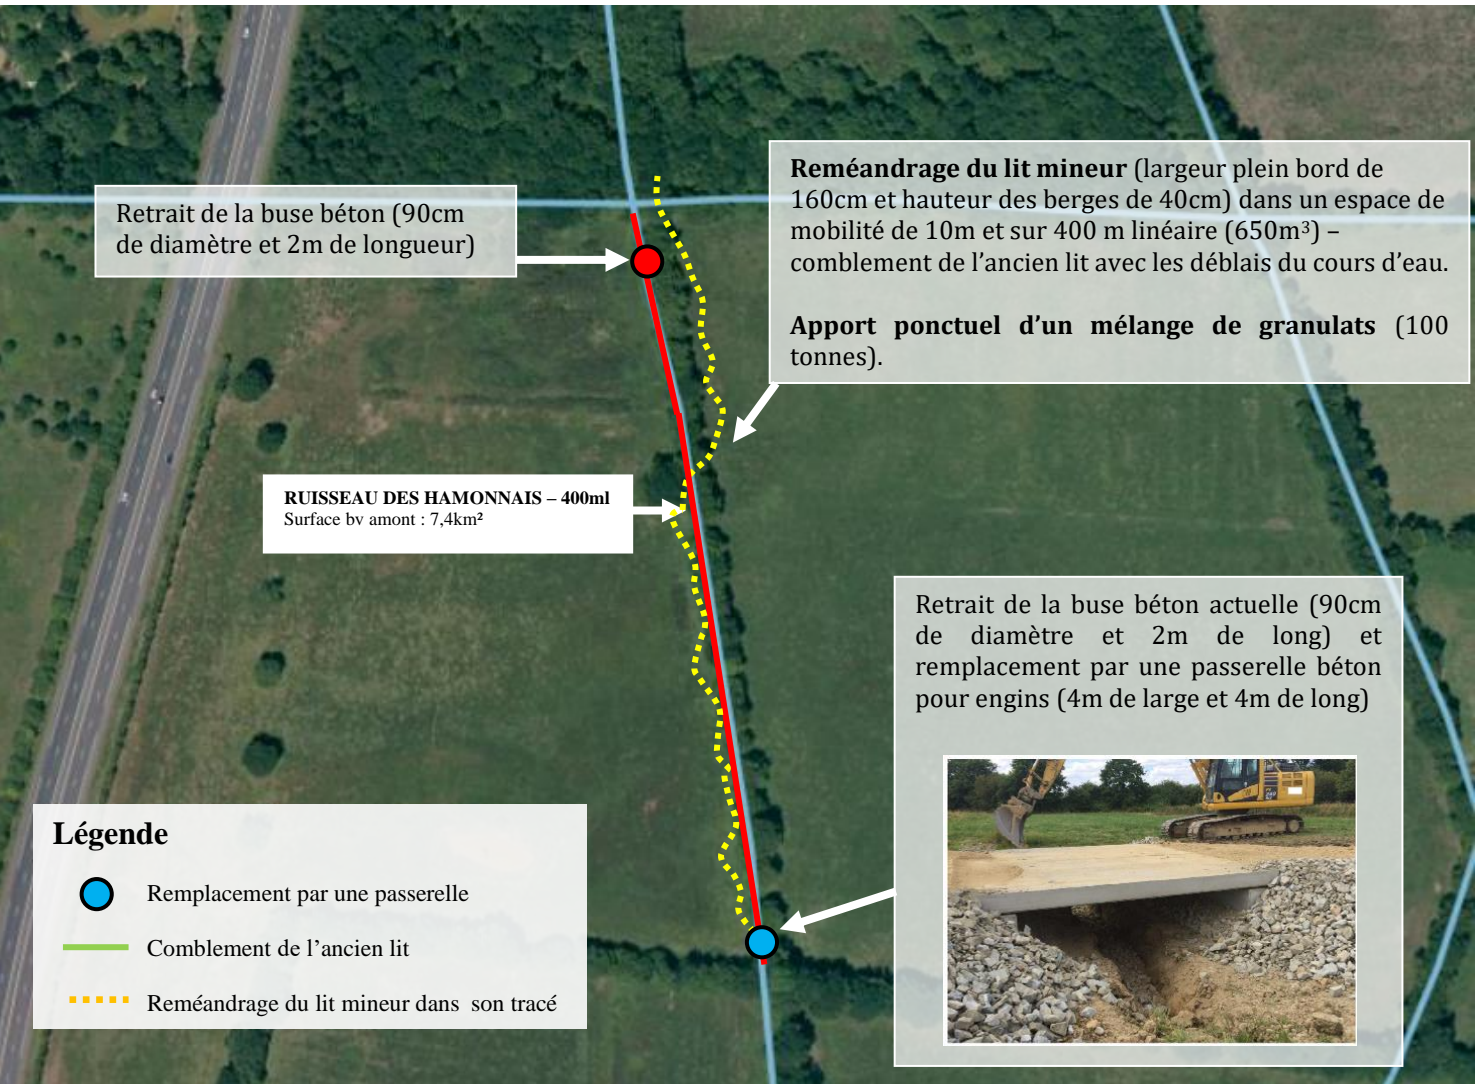 Retrait de la buse béton (90cm
de diamètre et 2m de longueur)
Reméandrage du lit mineur (largeur plein bord de
160cm et hauteur des berges de 40cm) dans un espace de
mobilité de 10m et sur 400 m linéaire (650m³) –
comblement de l’ancien lit avec les déblais du cours d’eau.
Apport ponctuel d’un mélange de granulats (100
tonnes).
RUISSEAU DES HAMONNAIS – 400ml
Surface bv amont : 7,4km²
Retrait de la buse béton actuelle (90cm
de diamètre et 2m de long) et
remplacement par une passerelle béton
pour engins (4m de large et 4m de long)
Légende
Remplacement par une passerelle
Comblement de l’ancien lit
Reméandrage du lit mineur dans son tracé